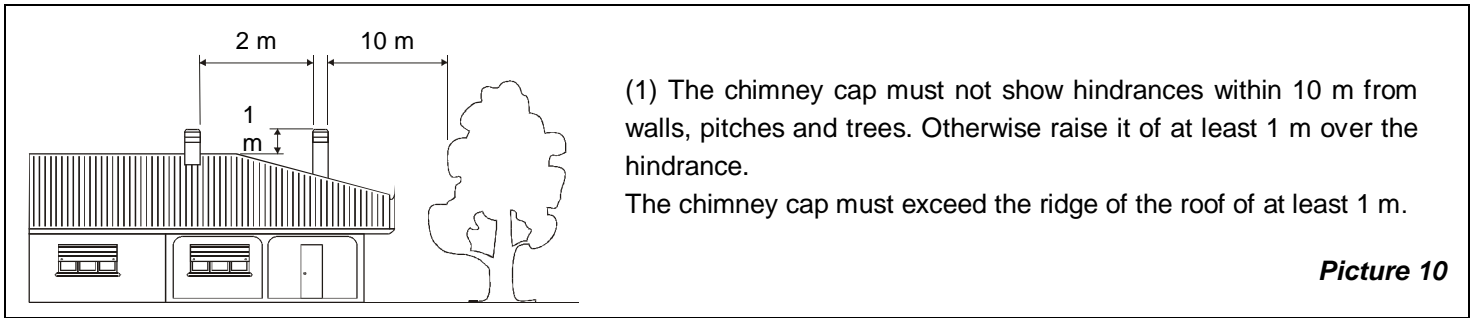 2 m
10 m
1
m
(1) The chimney cap must not show hindrances within 10 m from
walls, pitches and trees. Otherwise raise it of at least 1 m over the
hindrance.
The chimney cap must exceed the ridge of the roof of at least 1 m.
Picture 10